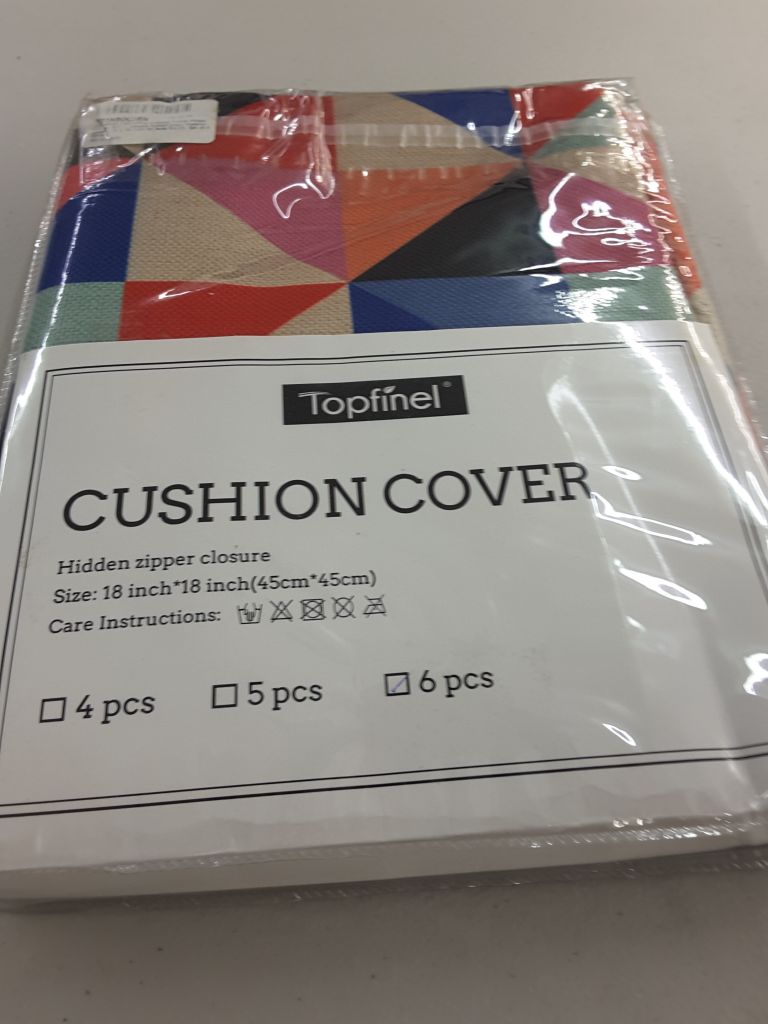 Topfinel®
CUSHION COVER
Hidden zipper closure
Size: 18 inch*18 inch(45cm*45cm)
Care Instructions:
4 pcs
5 pcs
6 pcs